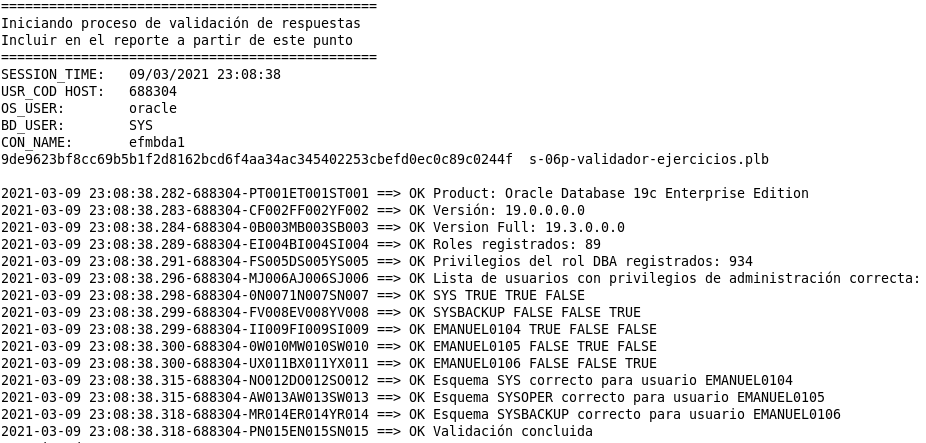 ===============================================
Iniciando proceso de validación de respuestas
Incluir en el reporte a partir de este punto
===============================================
SESSION_TIME:   09/03/2021 23:08:38
USR_COD HOST:   688304
OS_USER:        oracle
BD_USER:        SYS
CON_NAME:       efmbda1
9de9623bf8cc69b5b1f2d8162bcd6f4aa34ac345402253cbefd0ec0c89c0244f  s-06p-validador-ejercicios.plb
2021-03-09 23:08:38.282-688304-PT001ET001ST001 ==> OK Product: Oracle Database 19c Enterprise Edition
2021-03-09 23:08:38.283-688304-CF002FF002YF002 ==> OK Versión: 19.0.0.0.0
2021-03-09 23:08:38.284-688304-0B003MB003SB003 ==> OK Version Full: 19.3.0.0.0
2021-03-09 23:08:38.289-688304-EI004BI004SI004 ==> OK Roles registrados: 89
2021-03-09 23:08:38.291-688304-FS005DS005YS005 ==> OK Privilegios del rol DBA registrados: 934
2021-03-09 23:08:38.296-688304-MJ006AJ006SJ006 ==> OK Lista de usuarios con privilegios de administración correcta:
2021-03-09 23:08:38.298-688304-0N0071N007SN007 ==> OK SYS TRUE TRUE FALSE
2021-03-09 23:08:38.299-688304-FV008EV008YV008 ==> OK SYSBACKUP FALSE FALSE TRUE
2021-03-09 23:08:38.299-688304-II009FI009SI009 ==> OK EMANUEL0104 TRUE FALSE FALSE
2021-03-09 23:08:38.300-688304-0W010MW010SW010 ==> OK EMANUEL0105 FALSE TRUE FALSE
2021-03-09 23:08:38.300-688304-UX011BX011YX011 ==> OK EMANUEL0106 FALSE FALSE TRUE
2021-03-09 23:08:38.315-688304-NO012DO012SO012 ==> OK Esquema SYS correcto para usuario EMANUEL0104
2021-03-09 23:08:38.315-688304-AW013AW013SW013 ==> OK Esquema SYSOPER correcto para usuario EMANUEL0105
2021-03-09 23:08:38.318-688304-MR014ER014YR014 ==> OK Esquema SYSBACKUP correcto para usuario EMANUEL0106
2021-03-09 23:08:38.318-688304-PN015EN015SN015 ==> OK Validación concluida